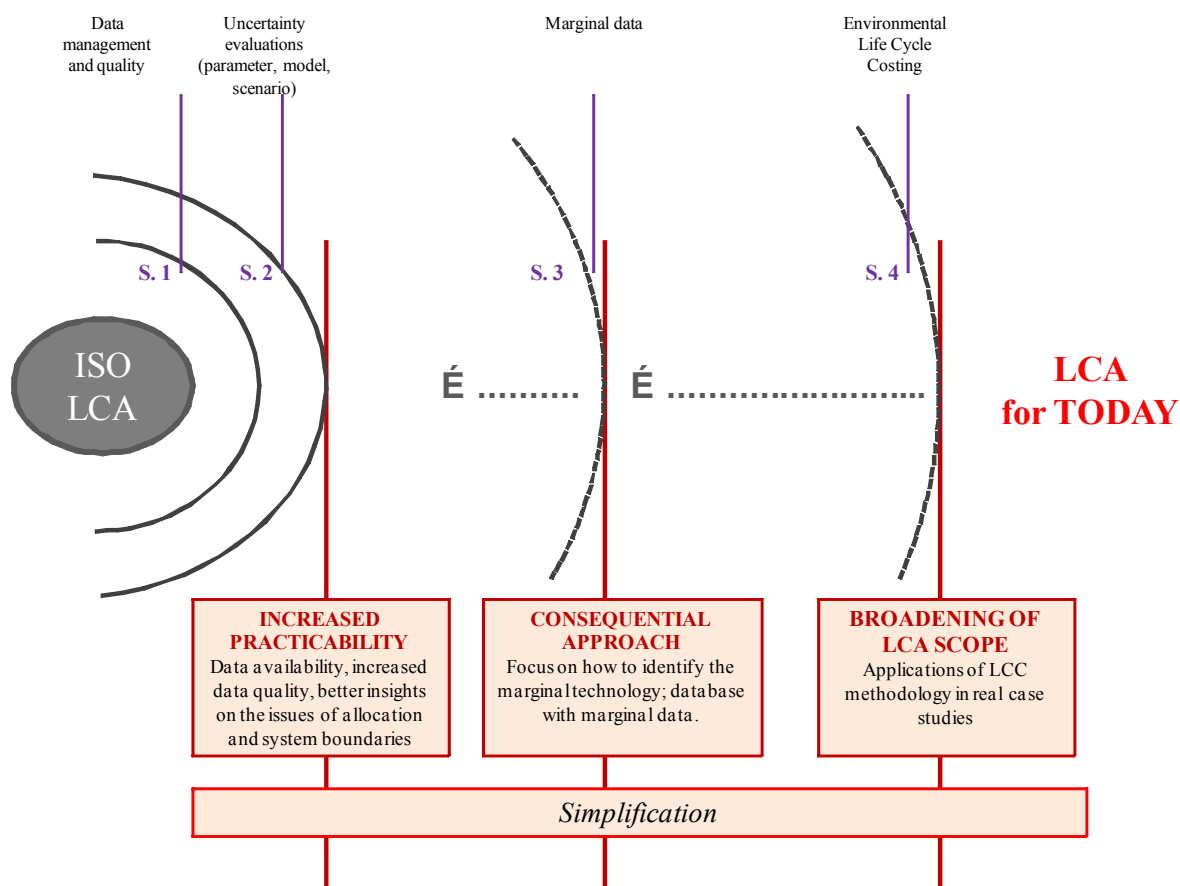 Data
management
and quality
Uncertainty
evaluations
(parameter, model,
scenario)
Marginal data
Environmental
Life Cycle
Costing
S. 1
S. 2
S. 3
S. 4
ISO
LCA
É ..........
É .........................
LCA
for TODAY
INCREASED
PRACTICABILITY
Data availability, increased
data quality, better insights
on the issues of allocation
and system boundaries
CONSEQUENTIAL
APPROACH
Focus on how to identify the
marginal technology; database
with marginal data.
BROADENING OF
LCA SCOPE
Applications of LCC
methodology in real case
studies
Simplification